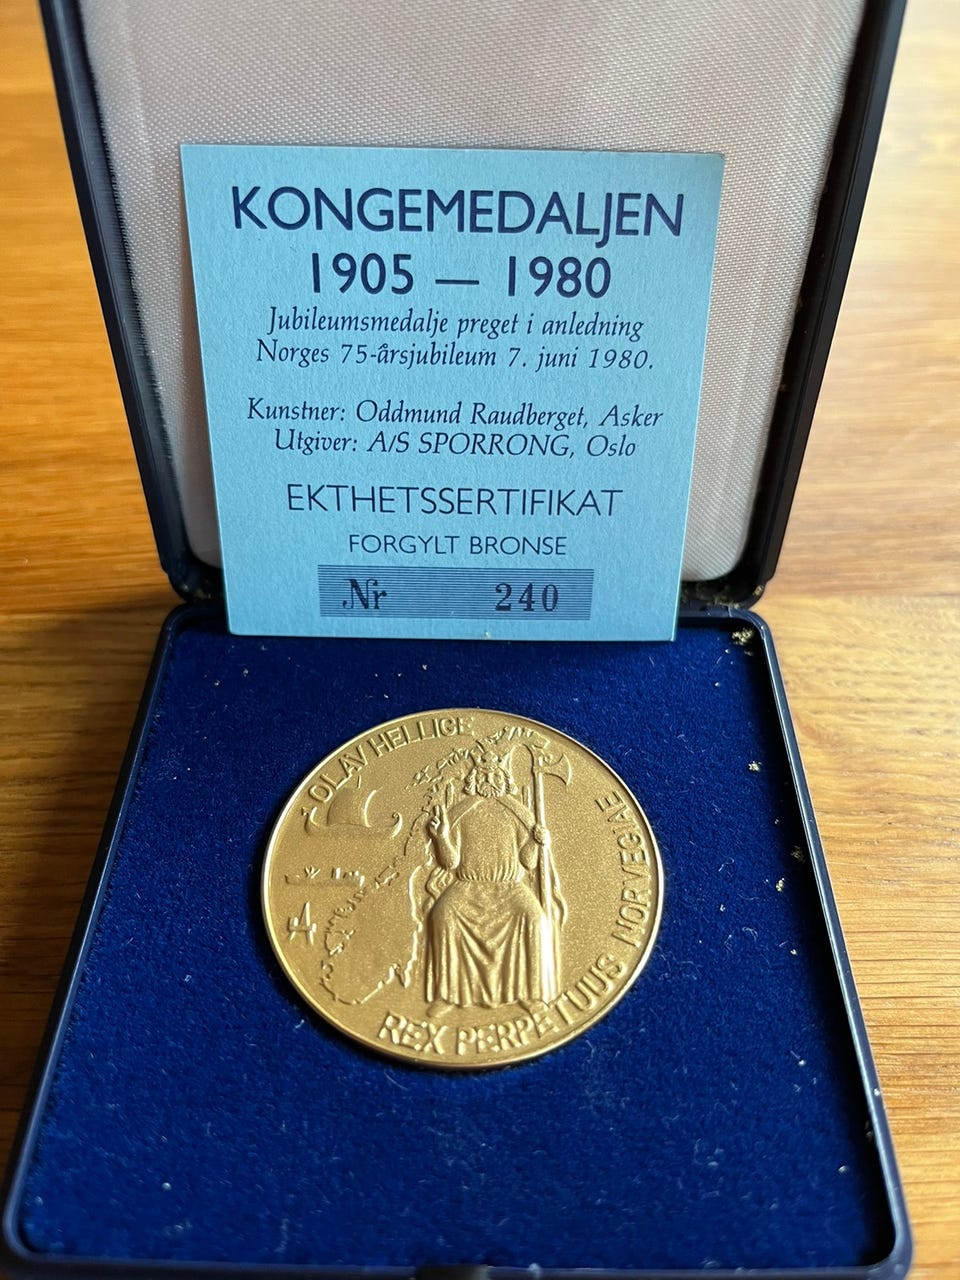 KONGEMEDALJEN
1905 — 1980
Jubileumsmedalje preget i anledning
Norges 75-årsjubileum 7. juni 1980.
Kunstner: Oddmund Raudberget, Asker
Utgiver: A/S SPORRONG, Oslo
EKTHETSSERTIFIKAT
FORGYLT BRONSE
Nr 240
OLAV HELLIGE
REX PERPETUUS NORVEGIAE